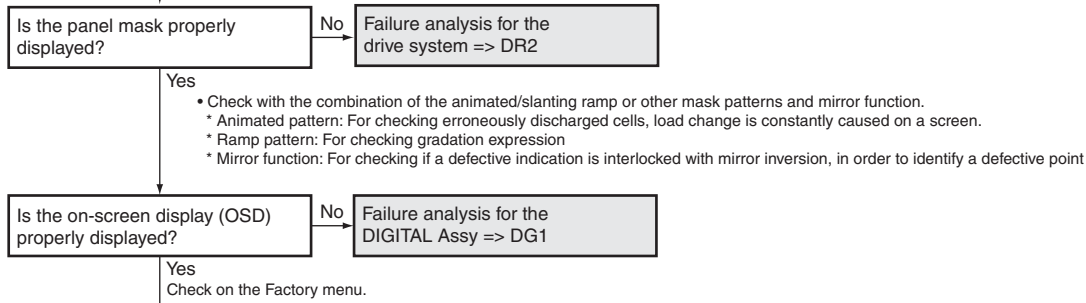 Is the panel mask properly
displayed?
No
Failure analysis for the
drive system => DR2
Yes
• Check with the combination of the animated/slanting ramp or other mask patterns and mirror function.
* Animated pattern: For checking erroneously discharged cells, load change is constantly caused on a screen.
* Ramp pattern: For checking gradation expression
* Mirror function: For checking if a defective indication is interlocked with mirror inversion, in order to identify a defective point
Is the on-screen display (OSD)
properly displayed?
No
Failure analysis for the
DIGITAL Assy => DG1
Yes
Check on the Factory menu.